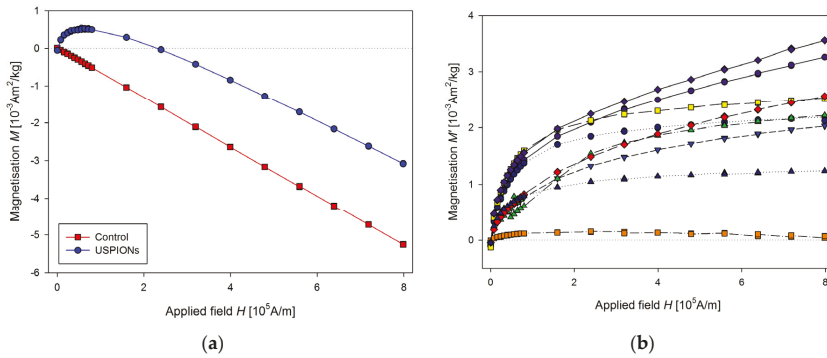 Magnetisation M [10⁻³Am²/kg]
1
0
-1
-2
-3
-4
-5
-6
Control
USPIONs
0
2
4
6
8
Applied field H [10⁵A/m]
(a)
Magnetisation M' [10⁻³Am²/kg]
4
3
2
1
0
0
2
4
6
8
Applied field H [10⁵A/m]
(b)